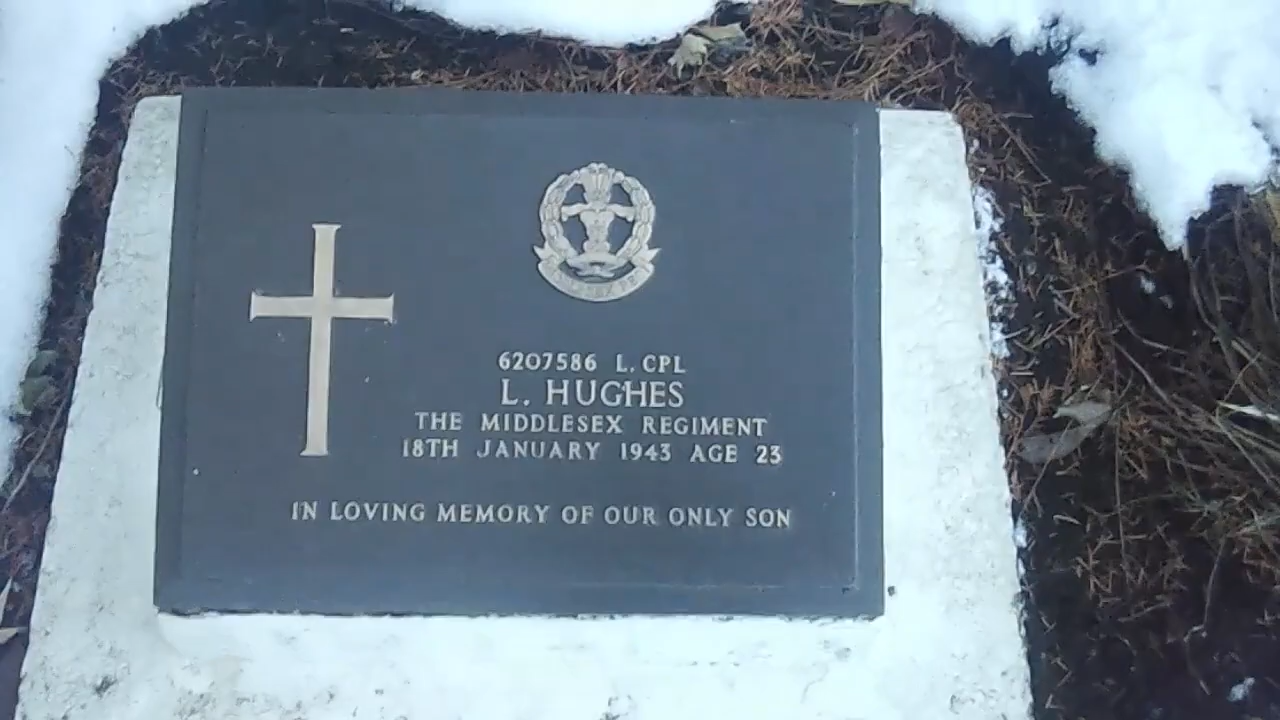 6207586 L. CPL
L. HUGHES
THE MIDDLESEX REGIMENT
18TH JANUARY 1943 AGE 23
IN LOVING MEMORY OF OUR ONLY SON